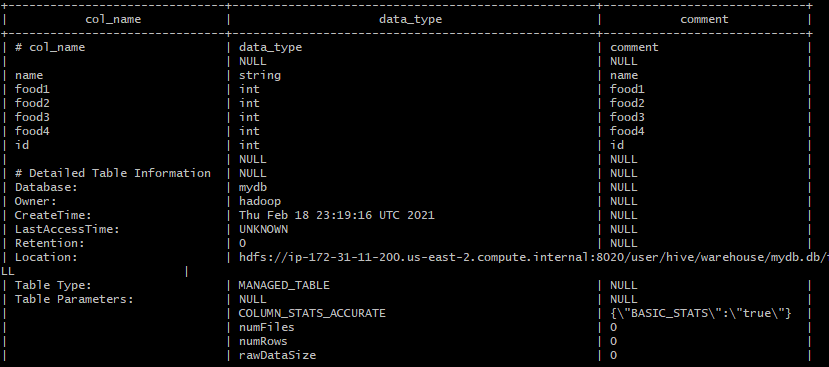 +------------------------------+---------------------------------------------------+----------------------------+
| col_name | data_type | comment |
+------------------------------+---------------------------------------------------+----------------------------+
| # col_name | data_type | comment |
| | NULL | NULL |
| name | string | name |
| food1 | int | food1 |
| food2 | int | food2 |
| food3 | int | food3 |
| food4 | int | food4 |
| id | int | id |
| | NULL | NULL |
| # Detailed Table Information | NULL | NULL |
| Database: | mydb | NULL |
| Owner: | hadoop | NULL |
| CreateTime: | Thu Feb 18 23:19:16 UTC 2021 | NULL |
| LastAccessTime: | UNKNOWN | NULL |
| Retention: | 0 | NULL |
| Location: | hdfs://ip-172-31-11-200.us-east-2.compute.internal:8020/user/hive/warehouse/mydb.db/
LL |
| Table Type: | MANAGED_TABLE | NULL |
| Table Parameters: | NULL | NULL |
| | COLUMN_STATS_ACCURATE | {\"BASIC_STATS\":\"true\"} |
| | numFiles | 0 |
| | numRows | 0 |
| | rawDataSize | 0 |